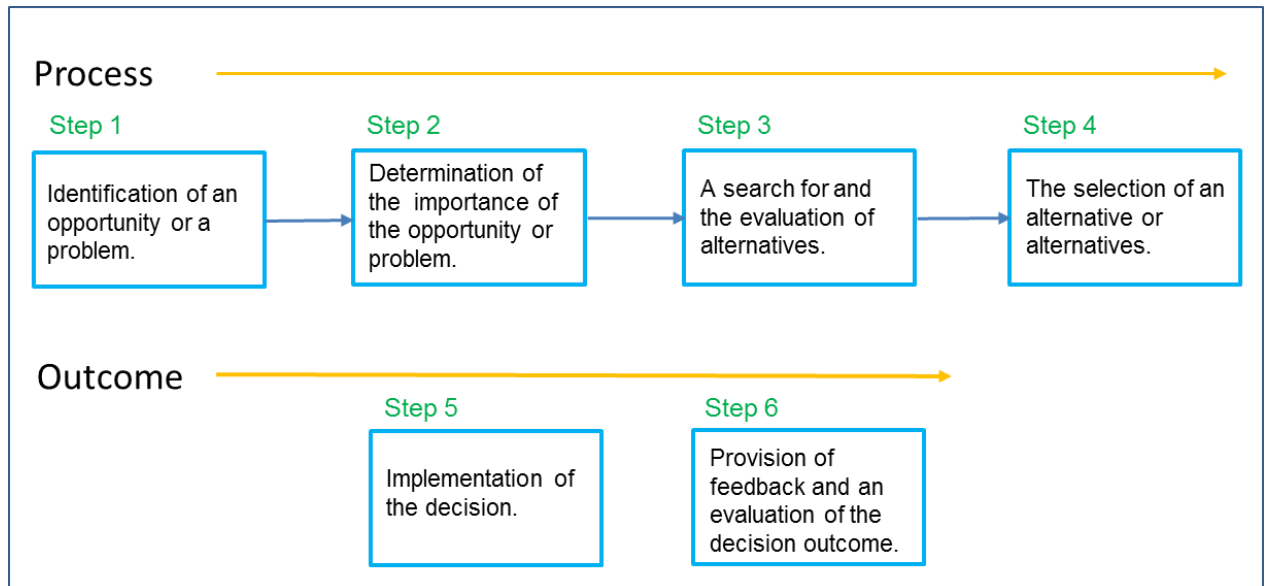 Process
Step 1
Identification of an
opportunity or a
problem.
Step 2
Determination of
the importance of
the opportunity or
problem.
Step 3
A search for and
the evaluation of
alternatives.
Step 4
The selection of an
alternative or
alternatives.
Outcome
Step 5
Implementation of
the decision.
Step 6
Provision of
feedback and an
evaluation of the
decision outcome.